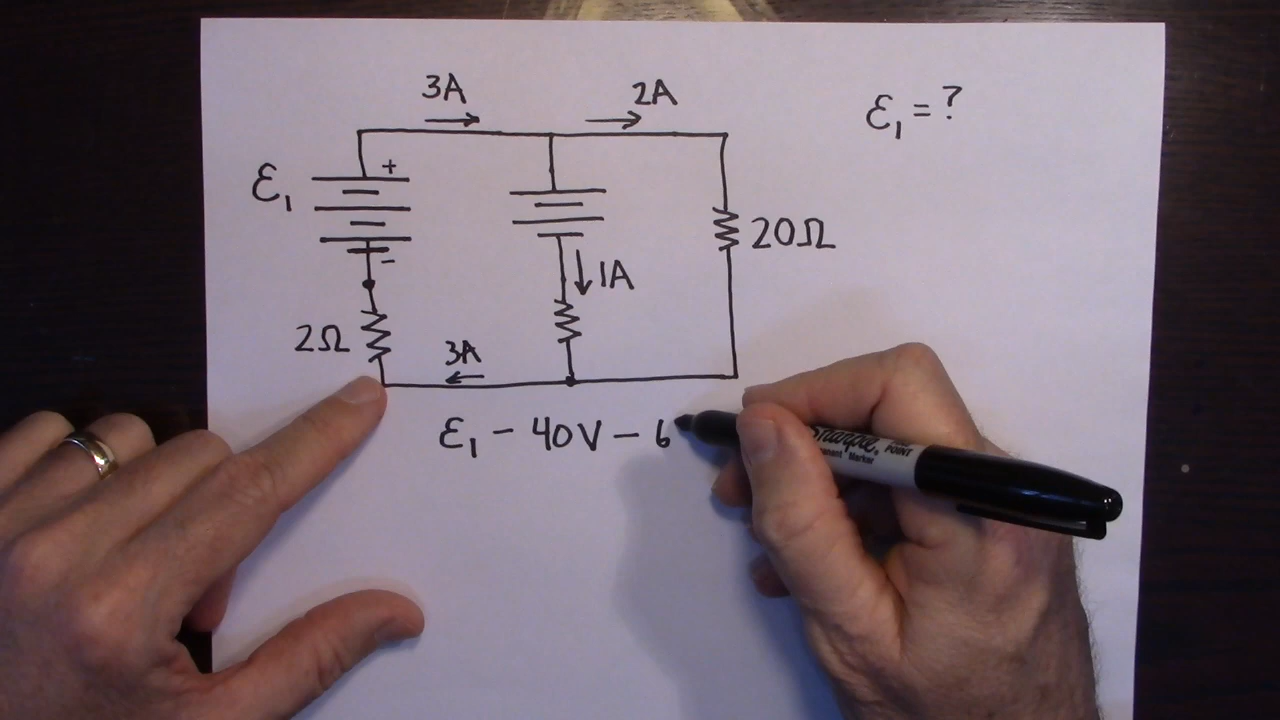 3A
2A
ε₁ = ?
+
ε₁
20Ω
-
1A
2Ω
3A
ε₁ - 40V - 6
Sharpie.
FINE POINT
Permanent Marker